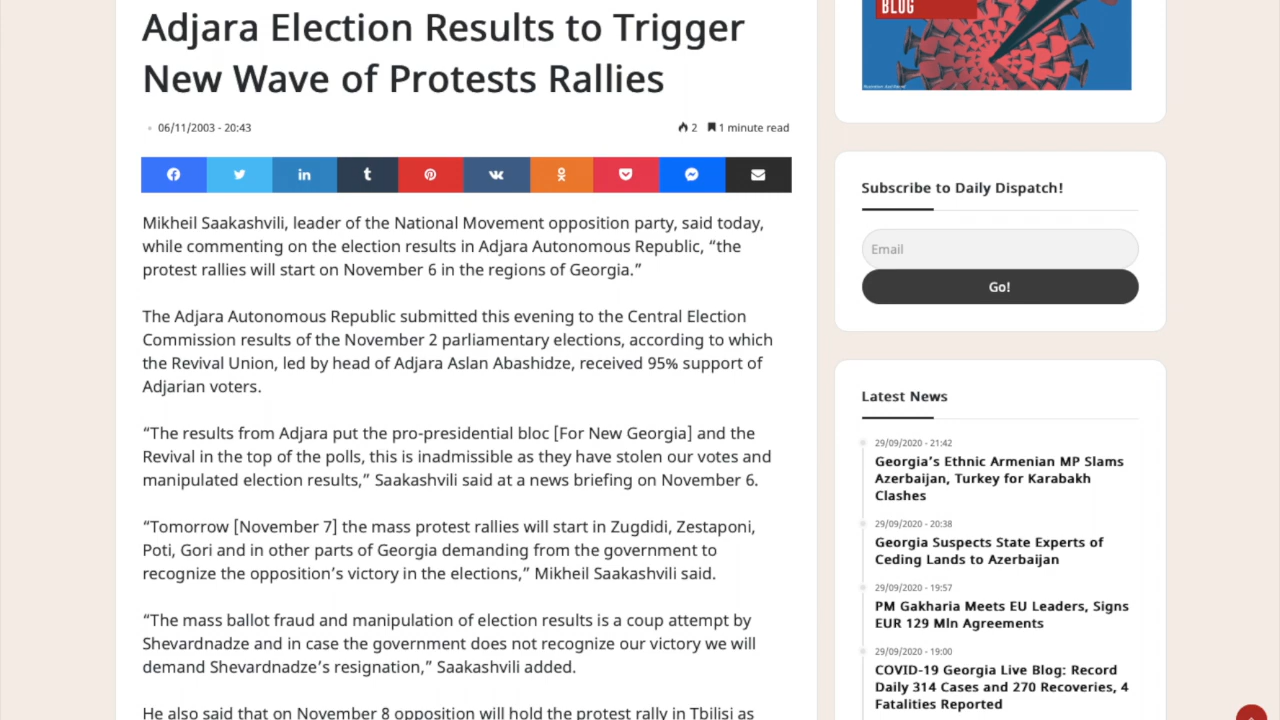 Adjara Election Results to Trigger
New Wave of Protests Rallies
06/11/2003 - 20:43
2
1 minute read
Mikheil Saakashvili, leader of the National Movement opposition party, said today,
while commenting on the election results in Adjara Autonomous Republic, “the
protest rallies will start on November 6 in the regions of Georgia.”
The Adjara Autonomous Republic submitted this evening to the Central Election
Commission results of the November 2 parliamentary elections, according to which
the Revival Union, led by head of Adjara Aslan Abashidze, received 95% support of
Adjarian voters.
“The results from Adjara put the pro-presidential bloc [For New Georgia] and the
Revival in the top of the polls, this is inadmissible as they have stolen our votes and
manipulated election results,” Saakashvili said at a news briefing on November 6.
“Tomorrow [November 7] the mass protest rallies will start in Zugdidi, Zestaponi,
Poti, Gori and in other parts of Georgia demanding from the government to
recognize the opposition’s victory in the elections,” Mikheil Saakashvili said.
“The mass ballot fraud and manipulation of election results is a coup attempt by
Shevardnadze and in case the government does not recognize our victory we will
demand Shevardnadze’s resignation,” Saakashvili added.
He also said that on November 8 opposition will hold the protest rally in Tbilisi as
BLOG
Subscribe to Daily Dispatch!
Email
Go!
Latest News
29/09/2020 - 21:42
Georgia’s Ethnic Armenian MP Slams
Azerbaijan, Turkey for Karabakh
Clashes
29/09/2020 - 20:38
Georgia Suspects State Experts of
Ceding Lands to Azerbaijan
29/09/2020 - 19:57
PM Gakharia Meets EU Leaders, Signs
EUR 129 Mln Agreements
29/09/2020 - 19:00
COVID-19 Georgia Live Blog: Record
Daily 314 Cases and 270 Recoveries, 4
Fatalities Reported